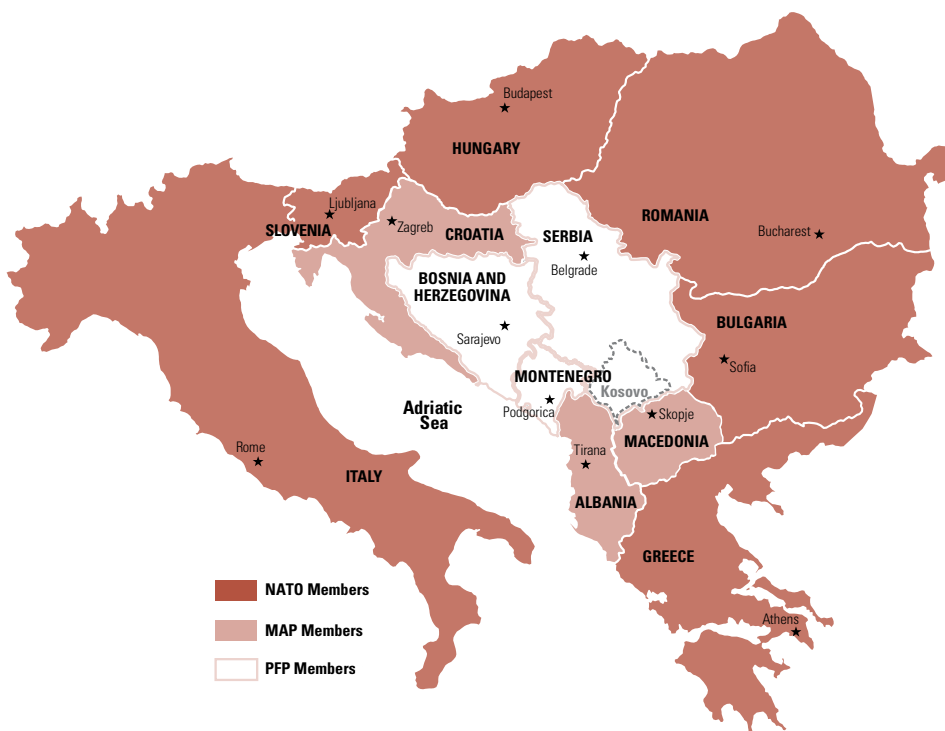 Budapest
HUNGARY
Ljubljana
SLOVENIA
Zagreb
CROATIA
SERBIA
Belgrade
ROMANIA
Bucharest
BOSNIA AND
HERZEGOVINA
Sarajevo
BULGARIA
Sofia
MONTENEGRO
Kosovo
Podgorica
Skopje
MACEDONIA
Adriatic
Sea
Tirana
ALBANIA
Rome
ITALY
GREECE
Athens
NATO Members
MAP Members
PFP Members